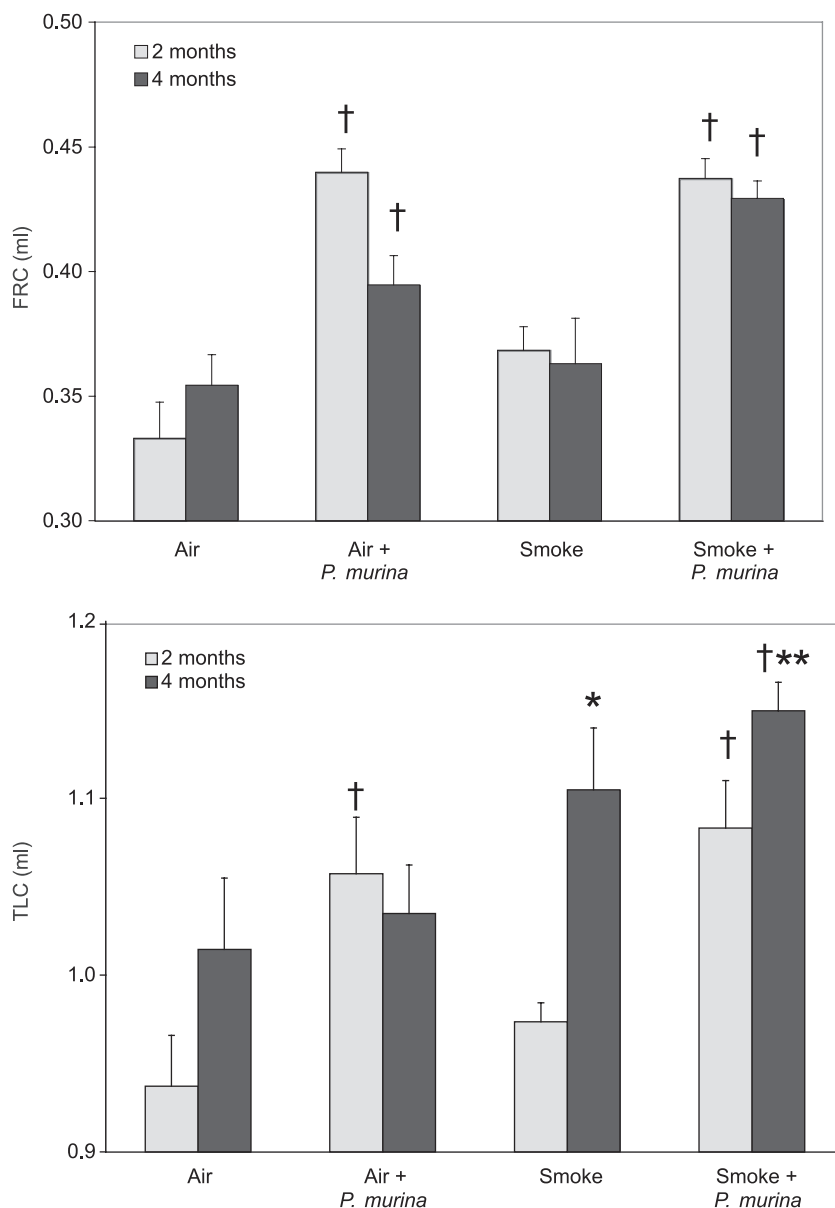 0.50
2 months
4 months
†
0.45
†
†
†
0.40
FRC (ml)
0.35
0.30
Air
Air +
P. murina
Smoke
Smoke +
P. murina
1.2
2 months
4 months
†**
*
†
†
1.1
TLC (ml)
1.0
0.9
Air
Air +
P. murina
Smoke
Smoke +
P. murina